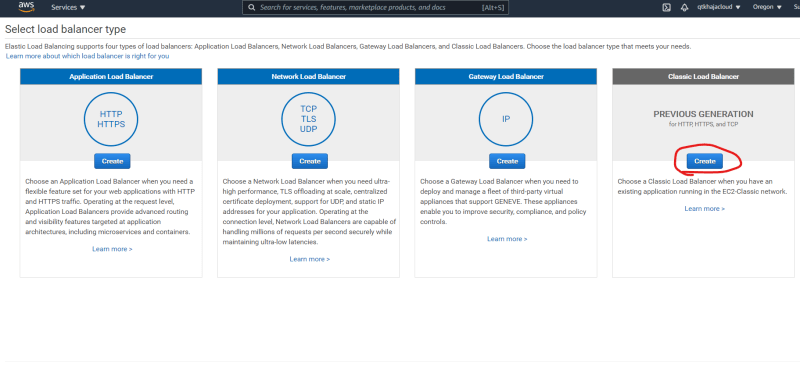 aws
Services
Search for services, features, marketplace products, and docs
[Alt+S]
qtkhajacloud
Oregon
Su
Select load balancer type
Elastic Load Balancing supports four types of load balancers: Application Load Balancers, Network Load Balancers, Gateway Load Balancers, and Classic Load Balancers. Choose the load balancer type that meets your needs.
Learn more about which load balancer is right for you
Application Load Balancer
HTTP
HTTPS
Create
Choose an Application Load Balancer when you need a
flexible feature set for your web applications with HTTP
and HTTPS traffic. Operating at the request level,
Application Load Balancers provide advanced routing
and visibility features targeted at application
architectures, including microservices and containers.
Learn more >
Network Load Balancer
TCP
TLS
UDP
Create
Choose a Network Load Balancer when you need ultra-
high performance, TLS offloading at scale, centralized
certificate deployment, support for UDP, and static IP
addresses for your application. Operating at the
connection level, Network Load Balancers are capable of
handling millions of requests per second securely while
maintaining ultra-low latencies.
Learn more >
Gateway Load Balancer
IP
Create
Choose a Gateway Load Balancer when you need to
deploy and manage a fleet of third-party virtual
appliances that support GENEVE. These appliances
enable you to improve security, compliance, and policy
controls.
Learn more >
Classic Load Balancer
PREVIOUS GENERATION
for HTTP, HTTPS, and TCP
Create
Choose a Classic Load Balancer when you have an
existing application running in the EC2-Classic network.
Learn more >